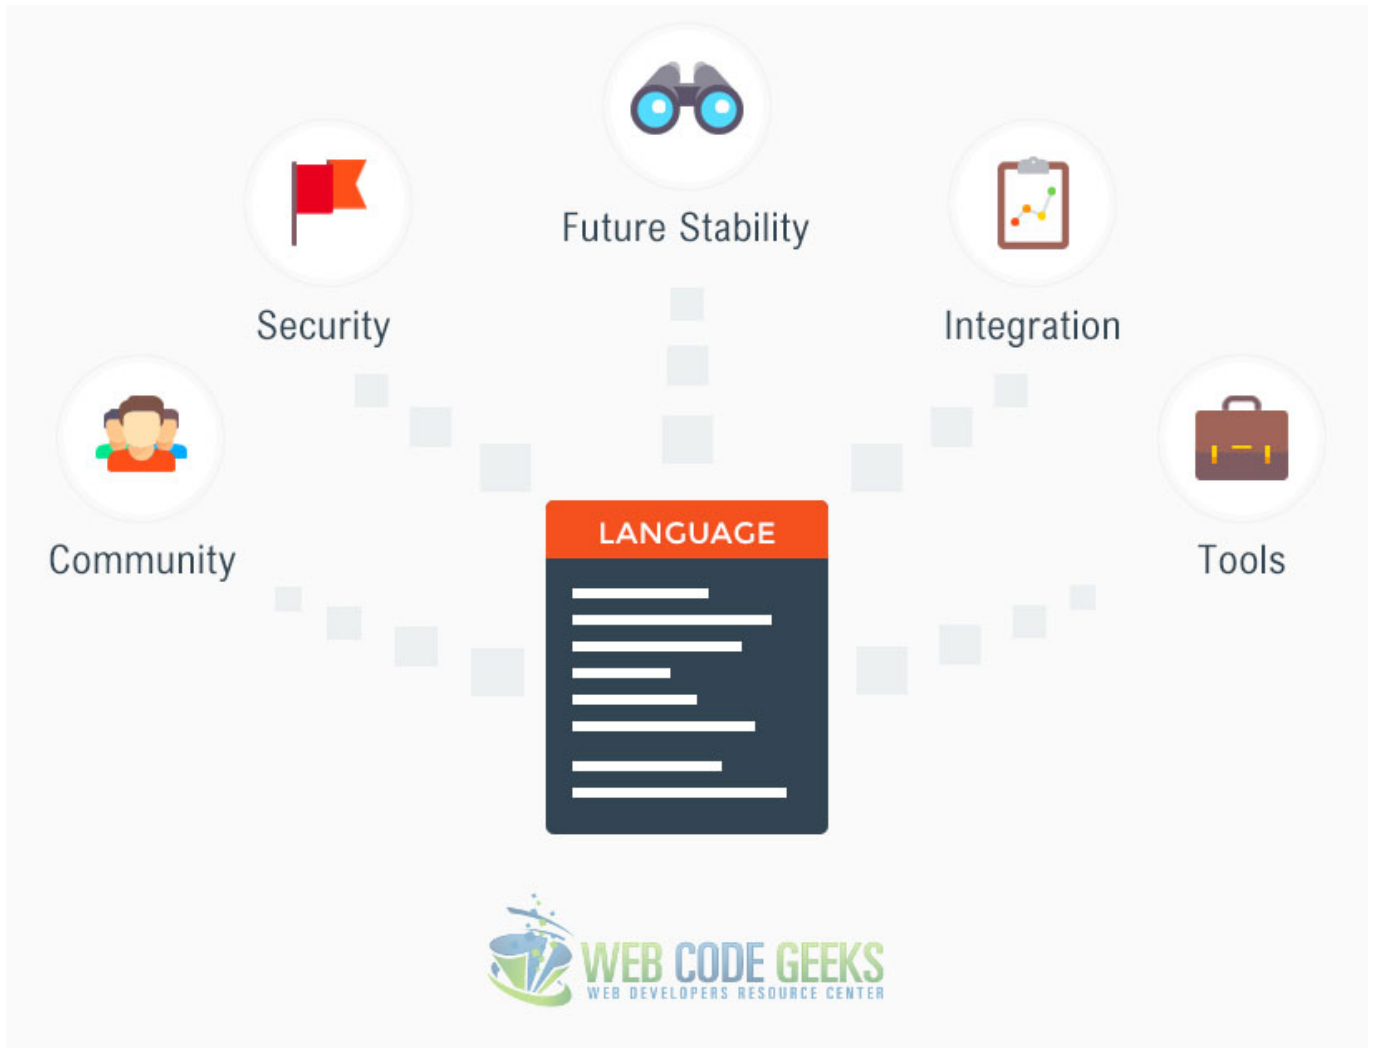 Future Stability
Security
Integration
Community
Tools
LANGUAGE
WEB CODE GEEKS
WEB DEVELOPERS RESOURCE CENTER